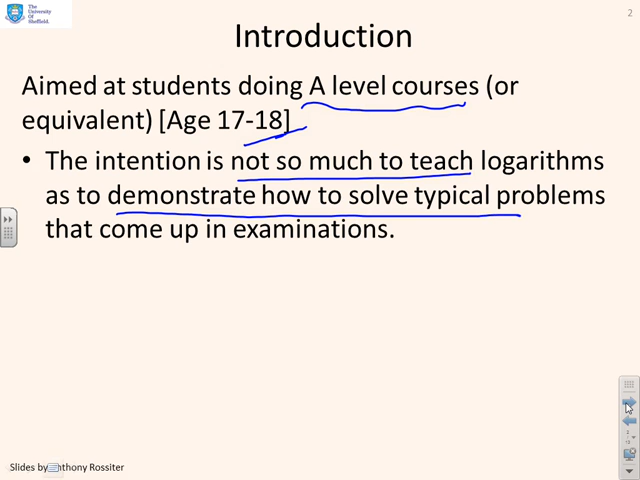 The
University
Of
Sheffield.
2
Introduction
Aimed at students doing A level courses (or
equivalent) [Age 17-18]
• The intention is not so much to teach logarithms
as to demonstrate how to solve typical problems
that come up in examinations.
Slides by Anthony Rossiter